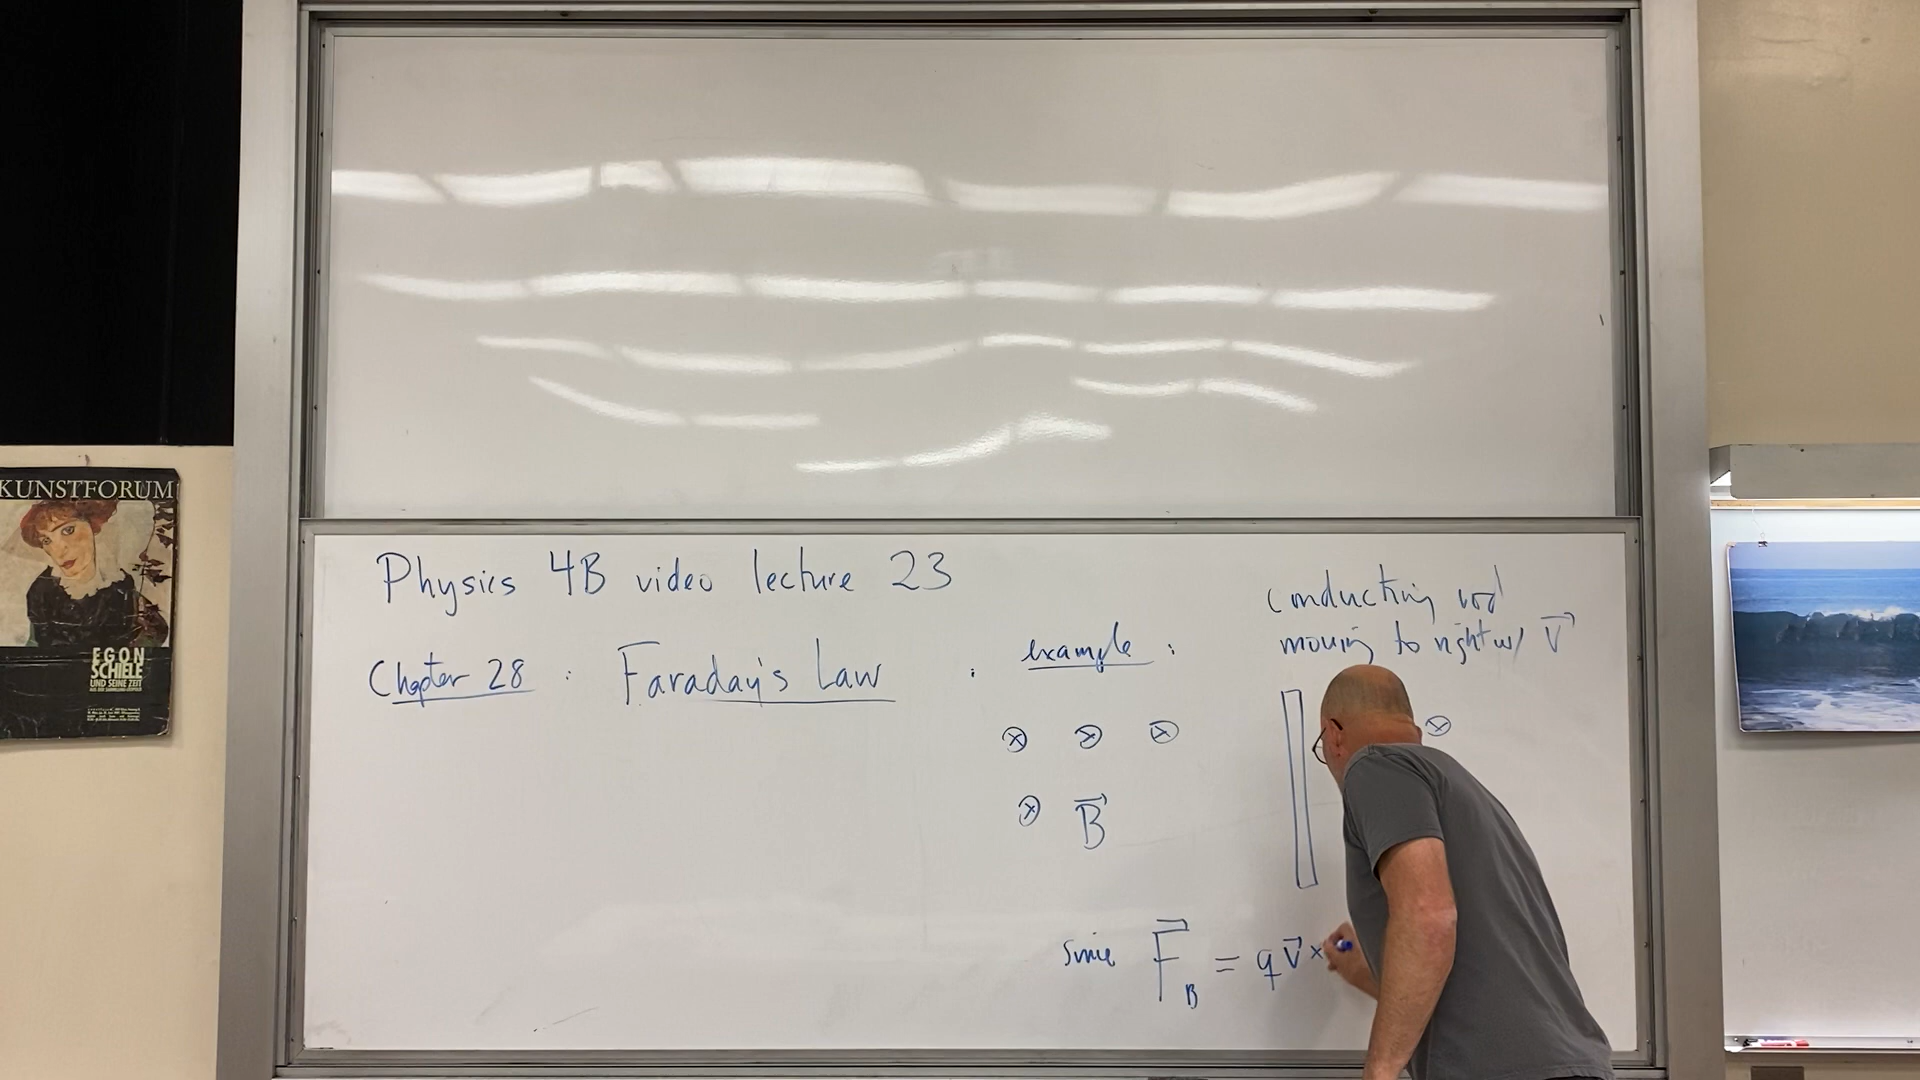 KUNSTFORUM
EGON
SCHIELE
UND SEINE ZEIT
Physics 4B video lecture 23
Chapter 28 : Faraday's Law :
example :
conducting rod
moving to right w/ v⃗
⊗ ⊗ ⊗ ⊗
⊗ B⃗
since F⃗_B = q v⃗ ×